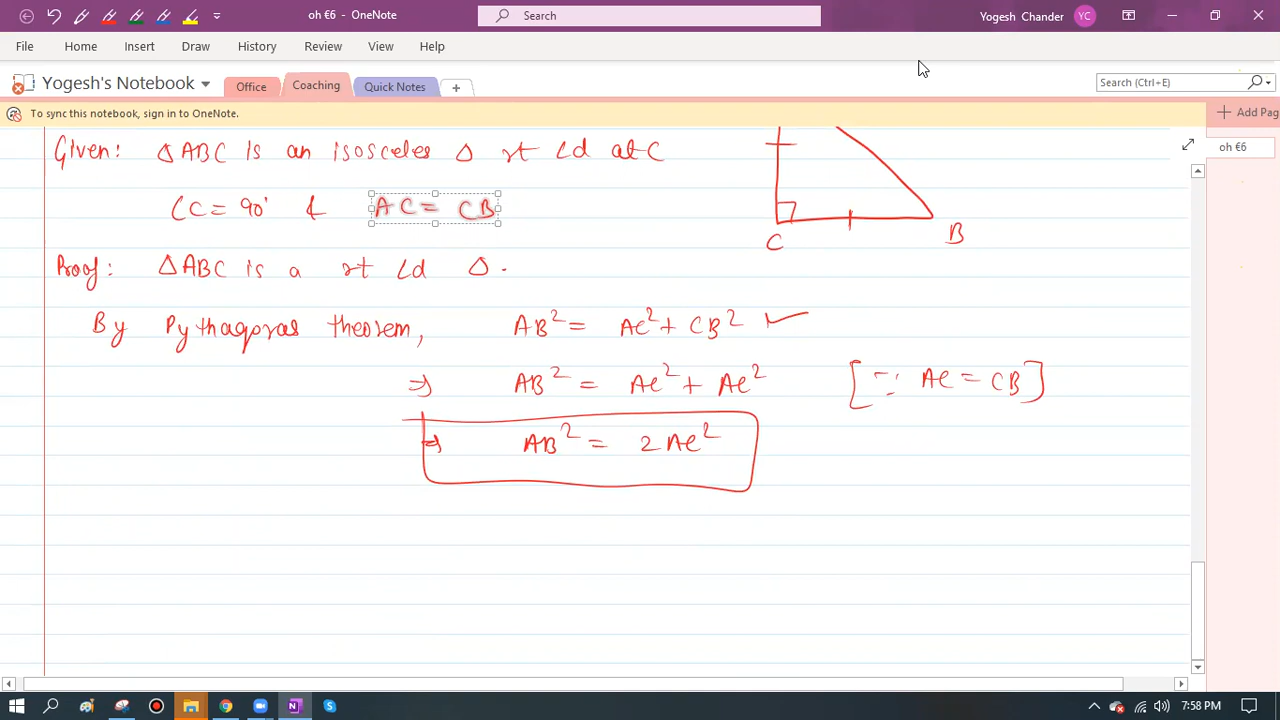 oh €6 - OneNote
Search
Yogesh Chander
YC
File Home Insert Draw History Review View Help
Yogesh's Notebook
Office
Coaching
Quick Notes
Search (Ctrl+E)
To sync this notebook, sign in to OneNote.
Add Pag
oh €6
Given: △ABC is an isosceles △ rt ∠d at C
∠C = 90° & AC = CB
C
B
Proof: △ABC is a rt ∠d △.
By Pythagoras theorem, AB² = AC² + CB² ✓
⇒ AB² = AC² + AC² [∵ AC = CB]
⇒ AB² = 2AC²
7:58 PM